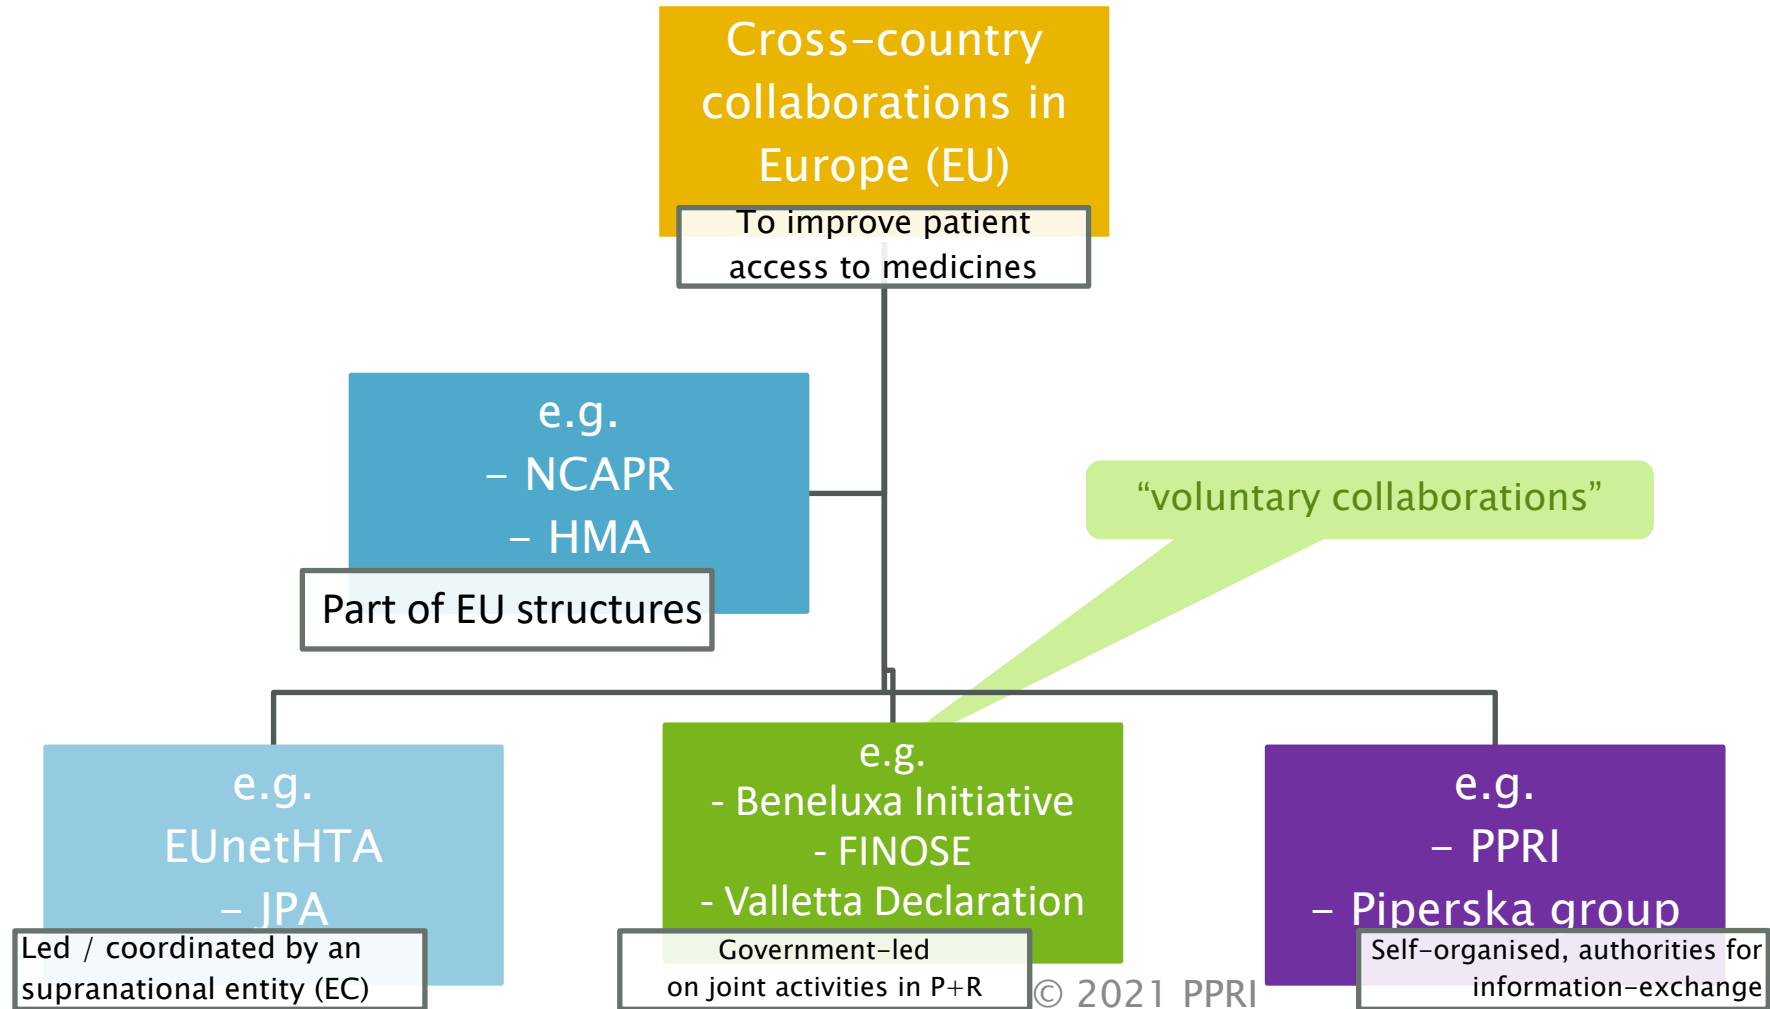 Cross-country
collaborations in
Europe (EU)
To improve patient
access to medicines
e.g.
- NCAPR
- HMA
Part of EU structures
“voluntary collaborations”
e.g.
EUnetHTA
- JPA
Led / coordinated by an
supranational entity (EC)
e.g.
- Beneluxa Initiative
- FINOSE
- Valletta Declaration
Government-led
on joint activities in P+R
e.g.
- PPRI
- Piperska group
Self-organised, authorities for
information-exchange
© 2021 PPRI